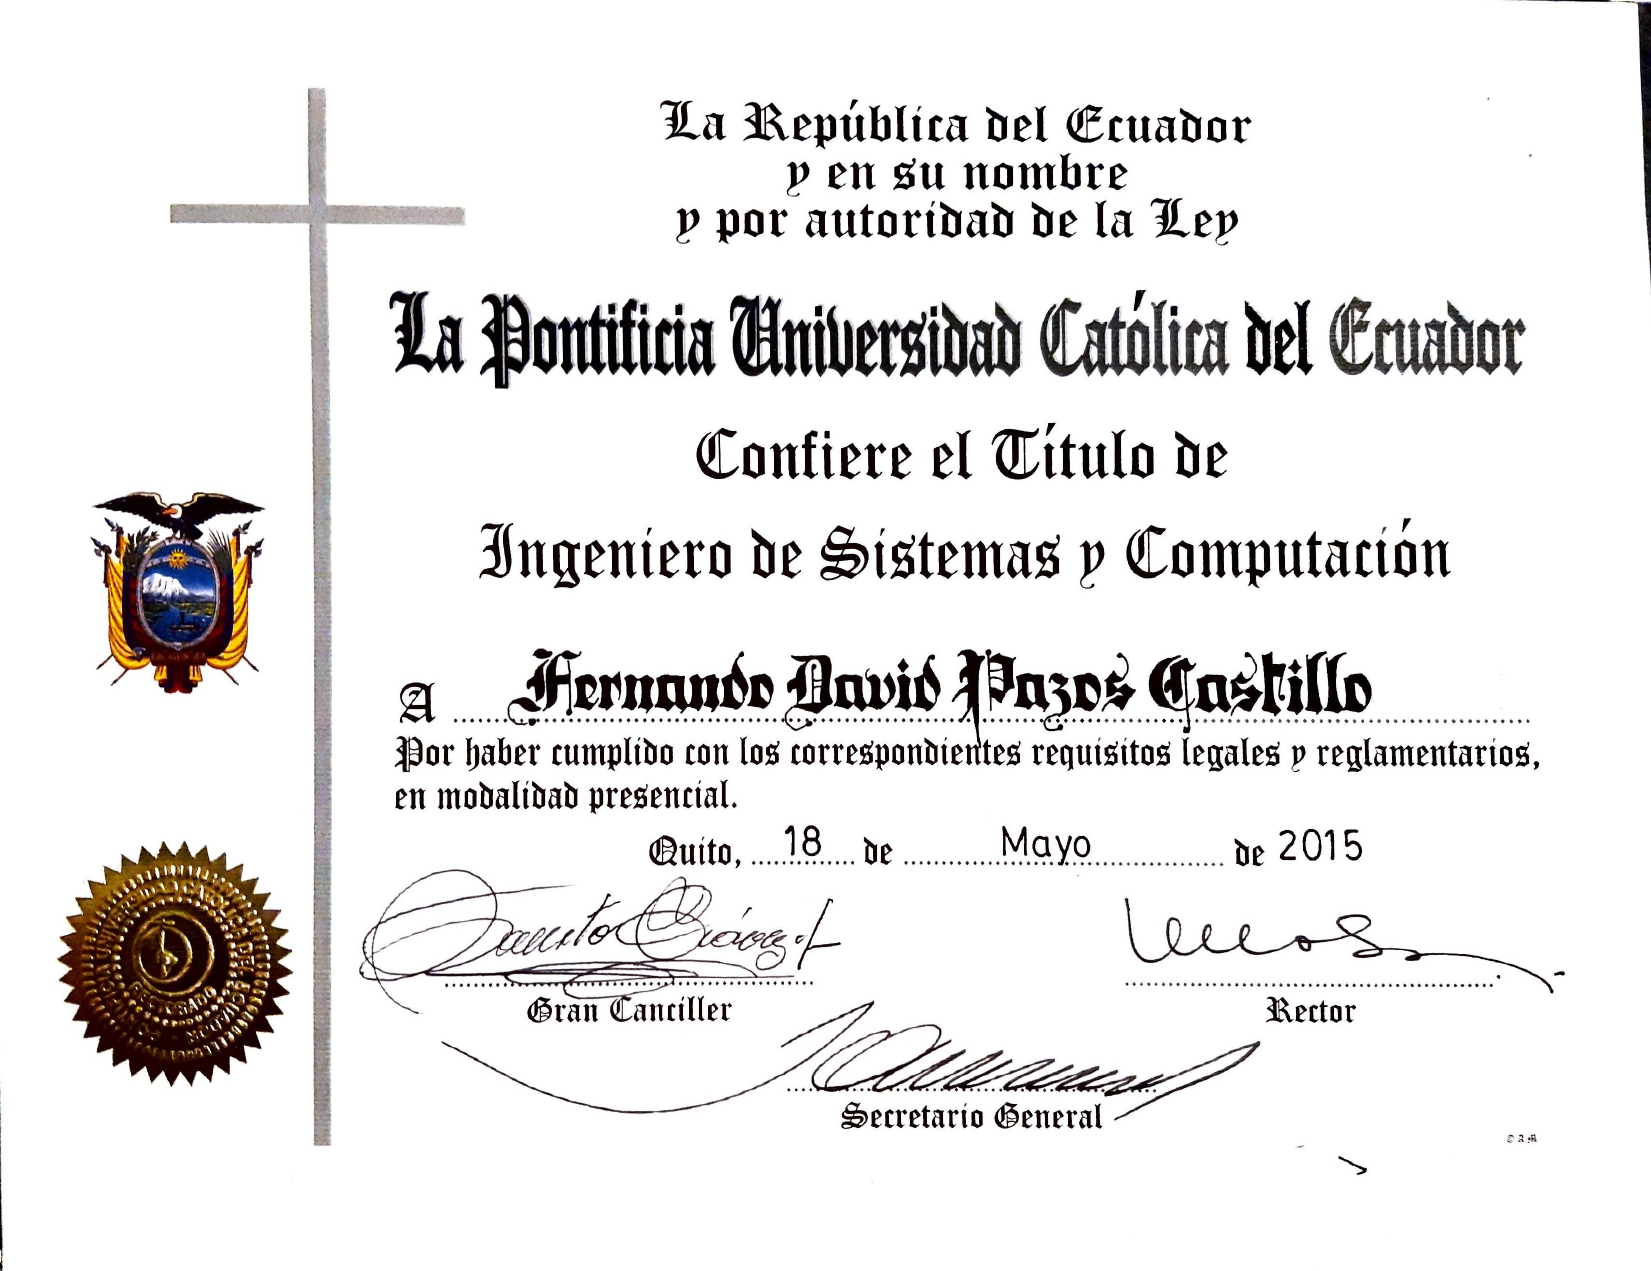 La República del Ecuador
y en su nombre
y por autoridad de la Ley
La Pontificia Universidad Católica del Ecuador
Confiere el Título de
Ingeniero de Sistemas y Computación
A Fernando David Pazos Castillo
Por haber cumplido con los correspondientes requisitos legales y reglamentarios,
en modalidad presencial.
Quito, 18 de Mayo de 2015
Gran Canciller
Rector
Secretario General